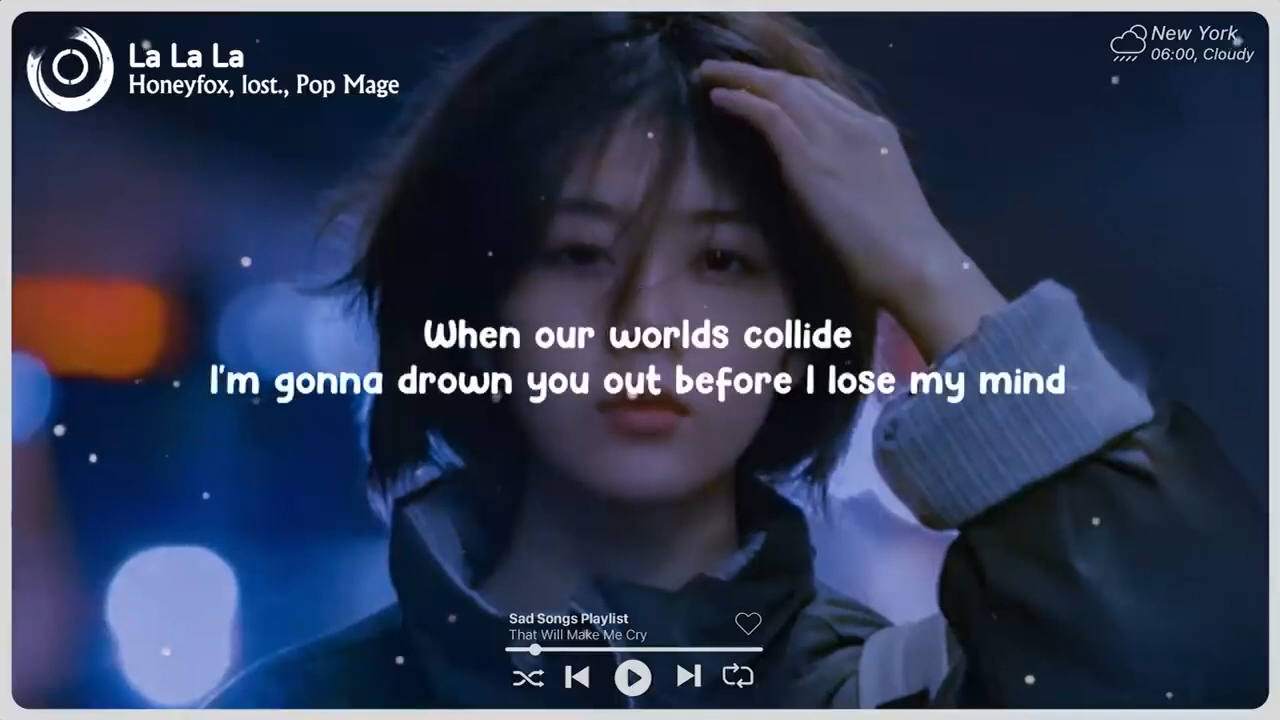 La La La
Honeyfox, lost., Pop Mage
New York
06:00, Cloudy
When our worlds collide
I'm gonna drown you out before I lose my mind
Sad Songs Playlist
That Will Make Me Cry